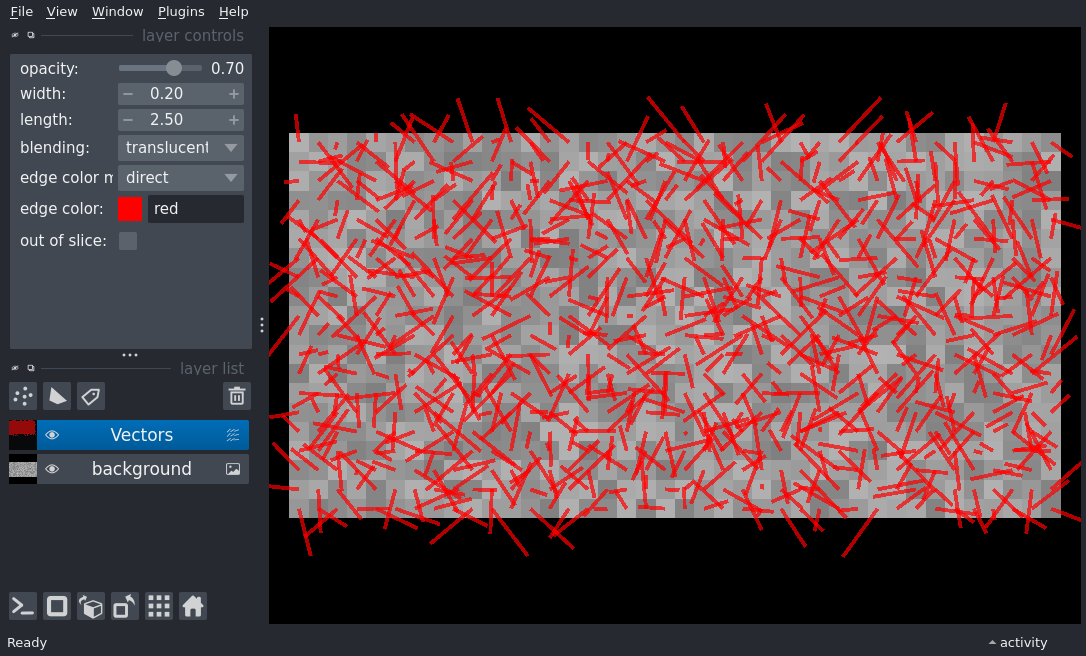 File View Window Plugins Help
layer controls
opacity: 0.70
width: − 0.20 +
length: − 2.50 +
blending: translucent
edge color m direct
edge color: red
out of slice:
layer list
Vectors
background
Ready
activity